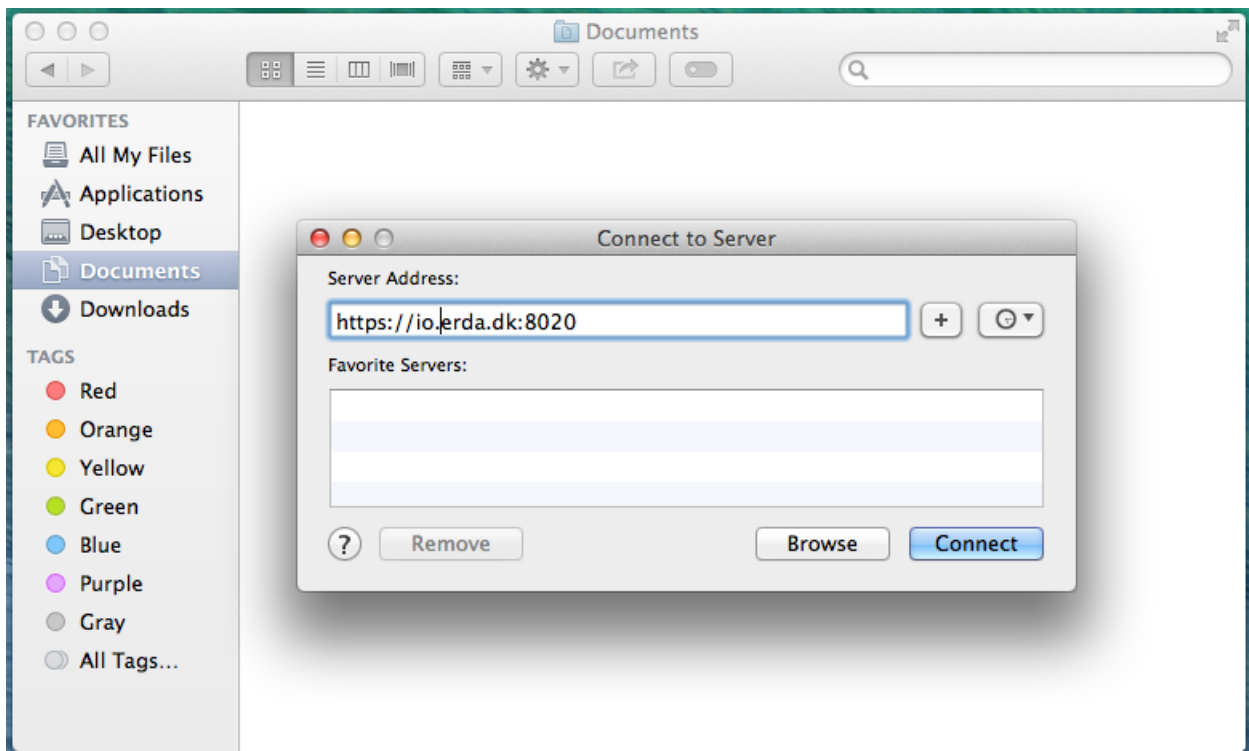 Documents
FAVORITES
All My Files
Applications
Desktop
Documents
Downloads
TAGS
Red
Orange
Yellow
Green
Blue
Purple
Gray
All Tags...
Connect to Server
Server Address:
https://io.erda.dk:8020
+
Favorite Servers:
? Remove Browse Connect